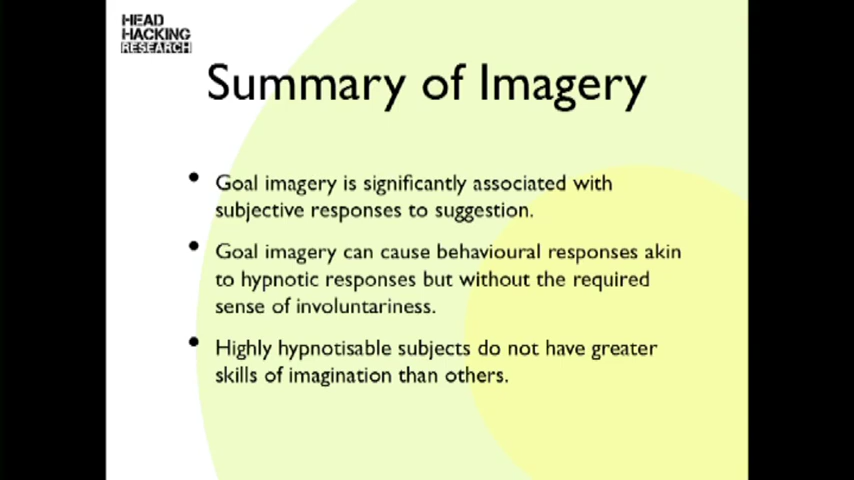 HEAD
HACKING
RESEARCH
Summary of Imagery
• Goal imagery is significantly associated with
subjective responses to suggestion.
• Goal imagery can cause behavioural responses akin
to hypnotic responses but without the required
sense of involuntariness.
• Highly hypnotisable subjects do not have greater
skills of imagination than others.